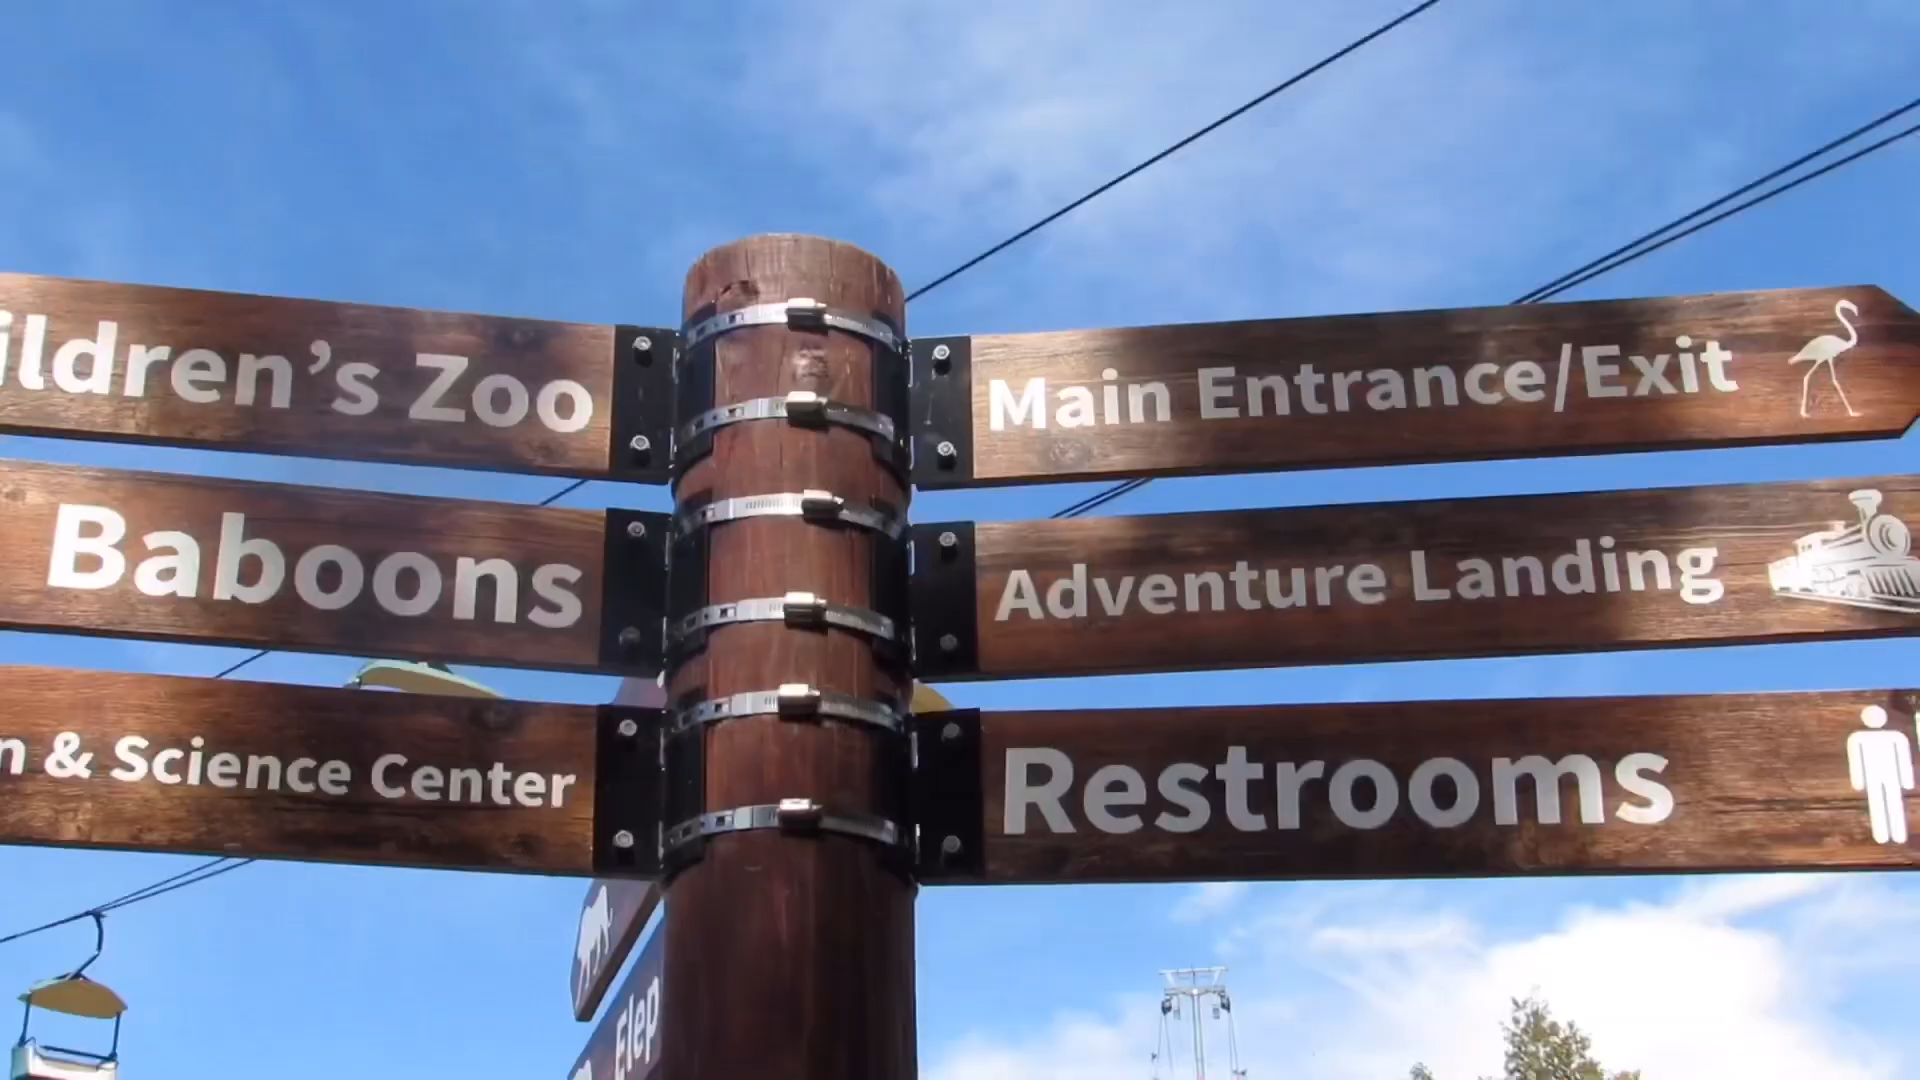 ildren's Zoo
Main Entrance/Exit
Baboons
Adventure Landing
n & Science Center
Restrooms
Elep